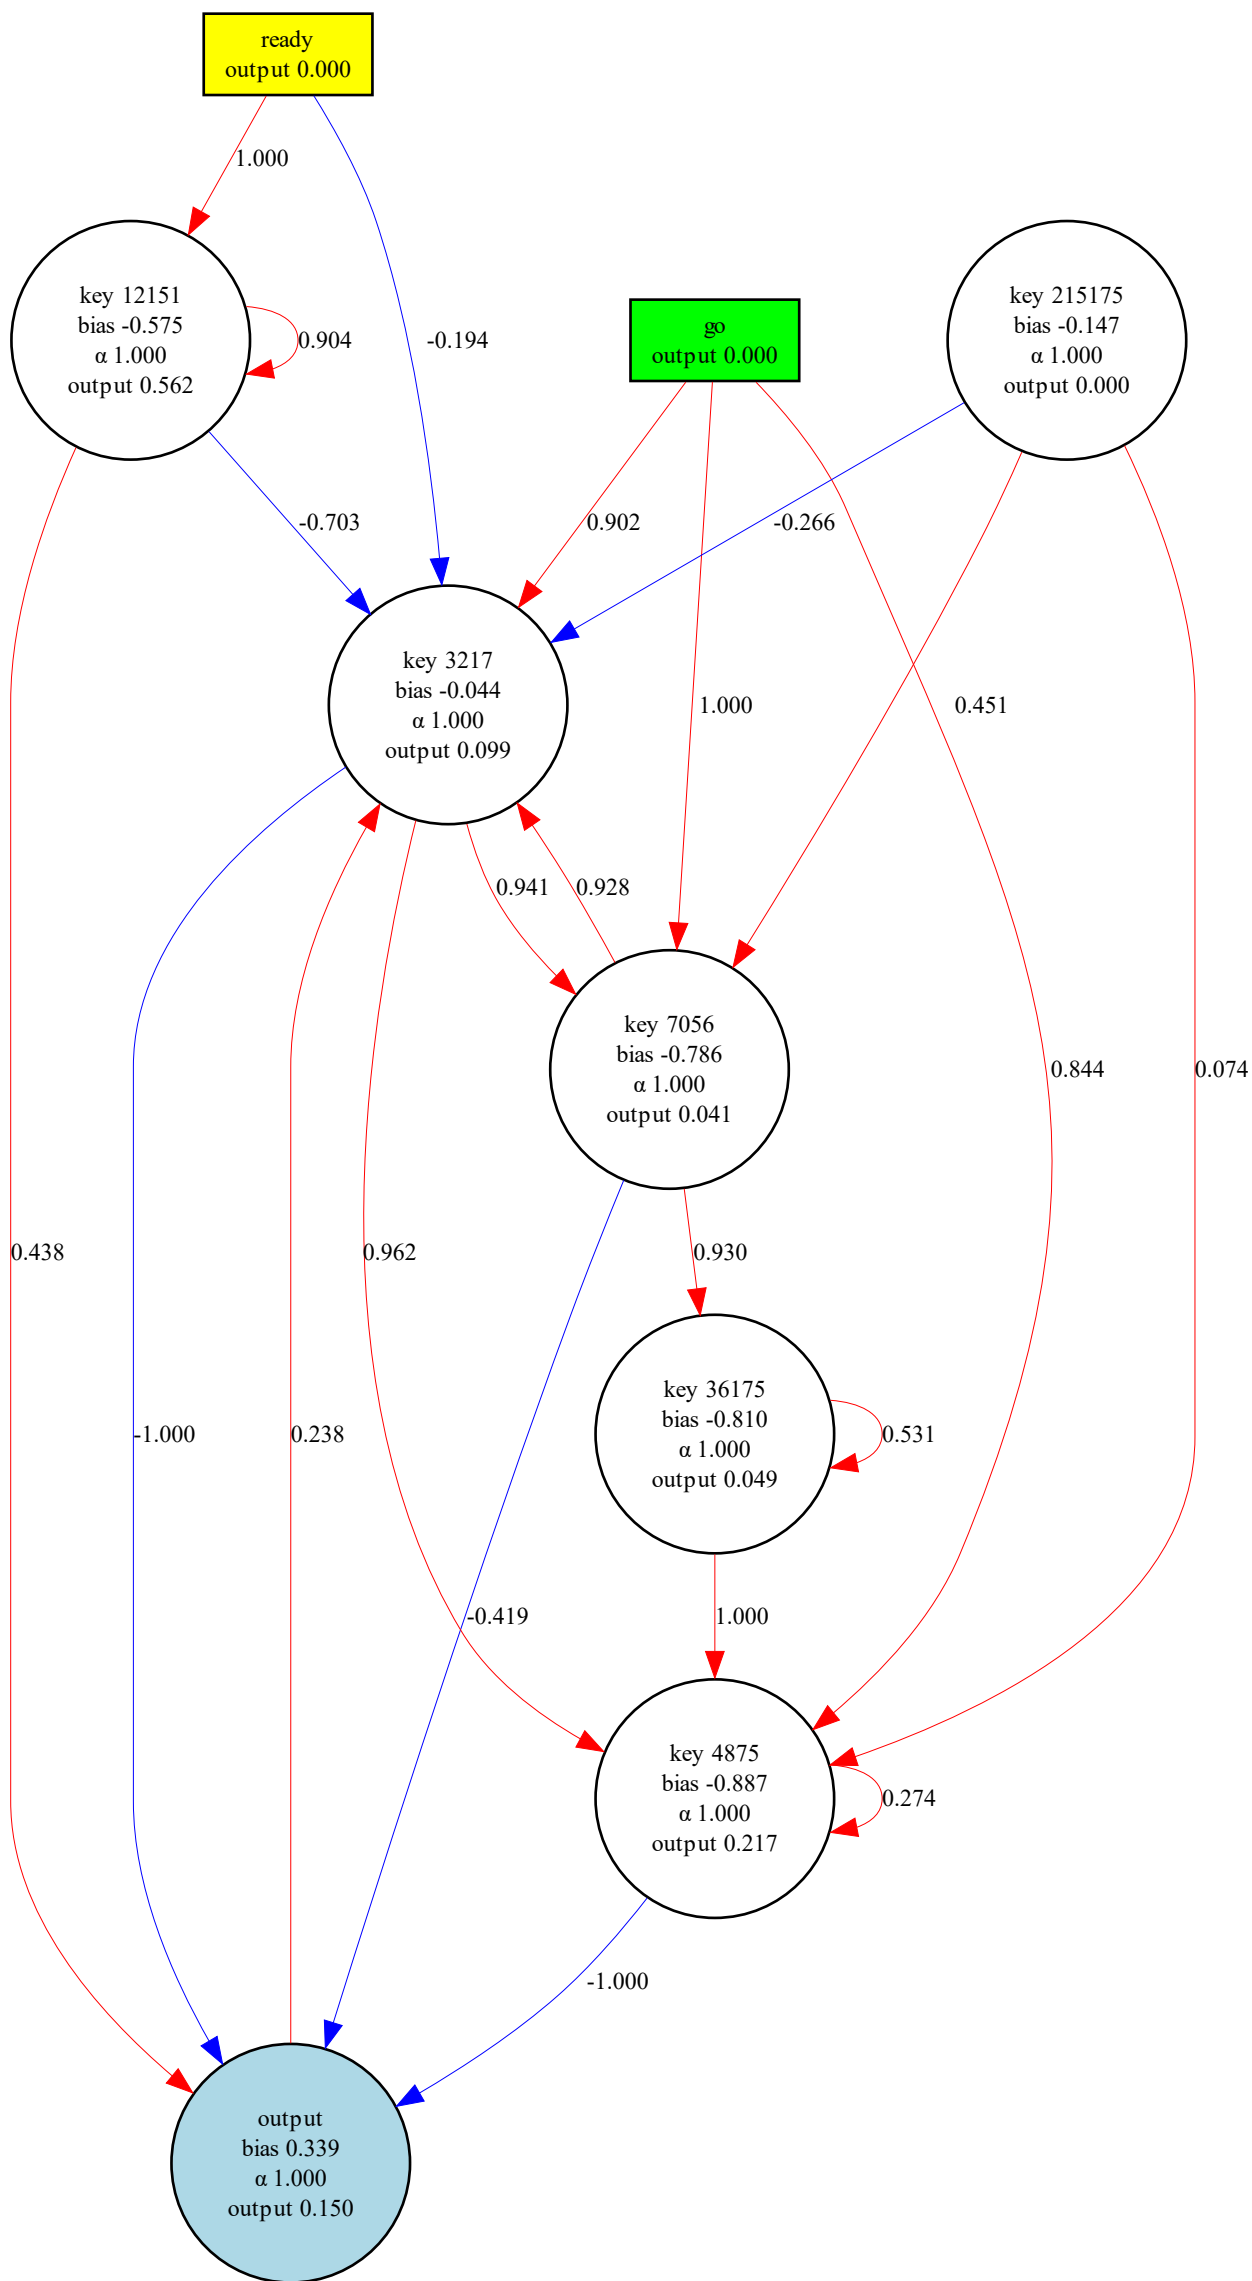 ready
output 0.000
1.000
key 12151
bias -0.575
α 1.000
output 0.562
0.904
-0.194
go
output 0.000
key 215175
bias -0.147
α 1.000
output 0.000
-0.703
0.902
-0.266
key 3217
bias -0.044
α 1.000
output 0.099
1.000
0.451
0.941
0.928
key 7056
bias -0.786
α 1.000
output 0.041
0.844
0.074
0.438
0.962
0.930
key 36175
bias -0.810
α 1.000
output 0.049
0.531
-1.000
0.238
-0.419
1.000
key 4875
bias -0.887
α 1.000
output 0.217
0.274
-1.000
output
bias 0.339
α 1.000
output 0.150